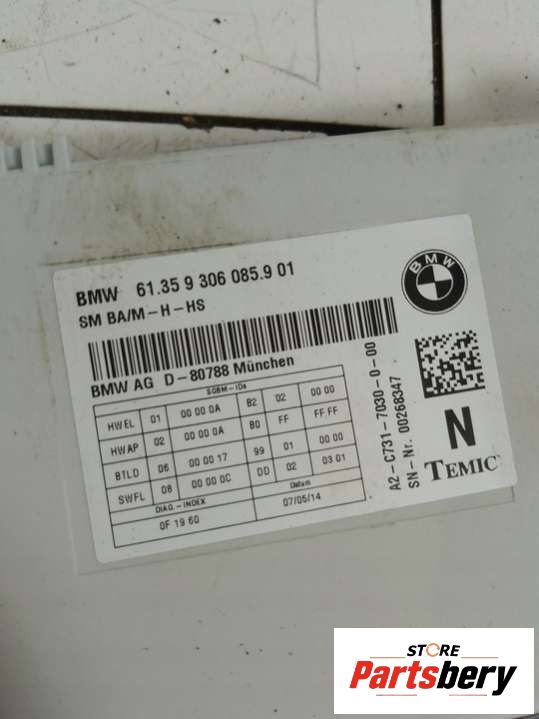 BMW 61.35 9 306 085.9 01
SM BA/M-H-HS
BMW
BMW AG D-80788 München
SGBM-IDs
HWEL 01 00 00 0A B2 02 00 00
HWAP 02 00 00 0A B0 FF FF FF
BTLD 06 00 00 17 99 01 00 00
SWFL 08 00 00 0C DD 02 03 01
DIAG.-INDEX Datum
0F 19 60 07/05/14
A2-C731-7030-0-00
SN-Nr. 00268347
N
TEMIC
STORE
Partsbery